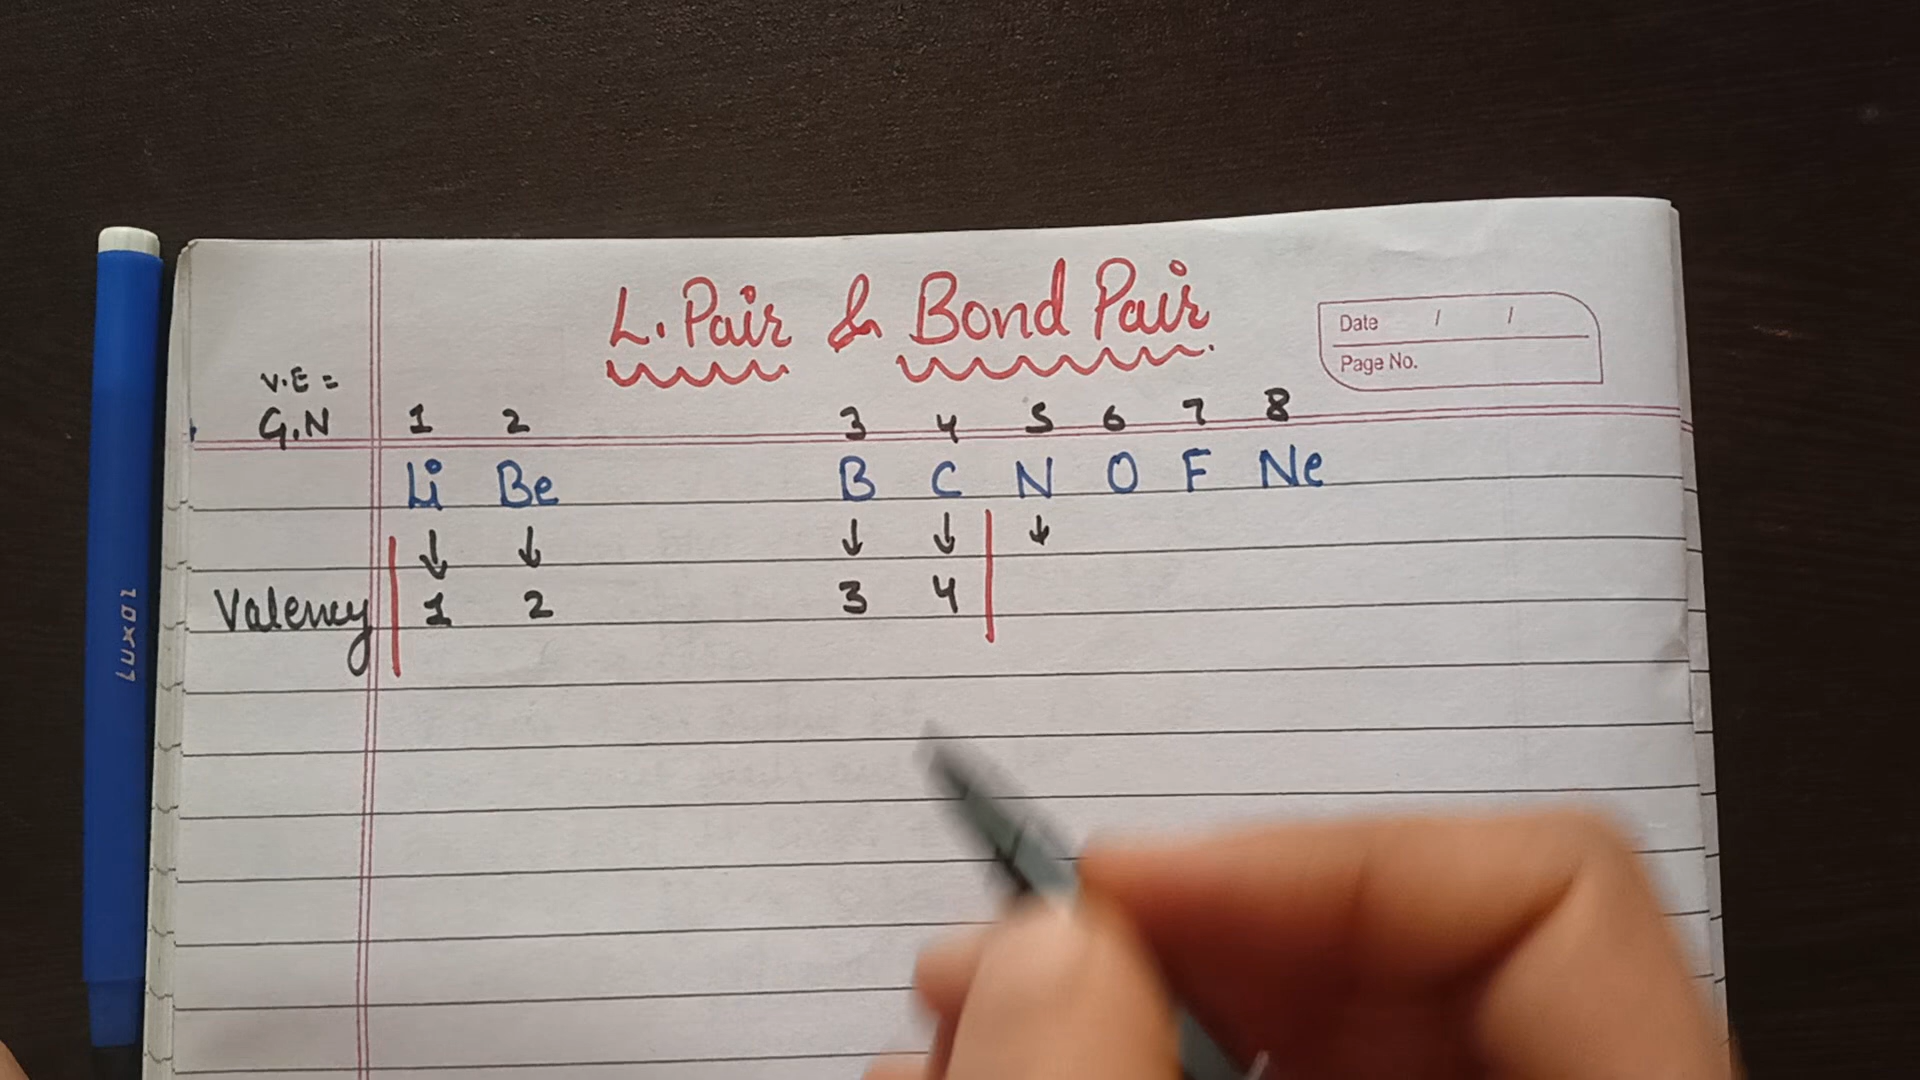 L. Pair & Bond Pair
Date / /
Page No.
V.E =
G.N 1 2 3 4 5 6 7 8
Li Be B C N O F Ne
↓ ↓ ↓ ↓ ↓
Valency 1 2 3 4
LUXOR